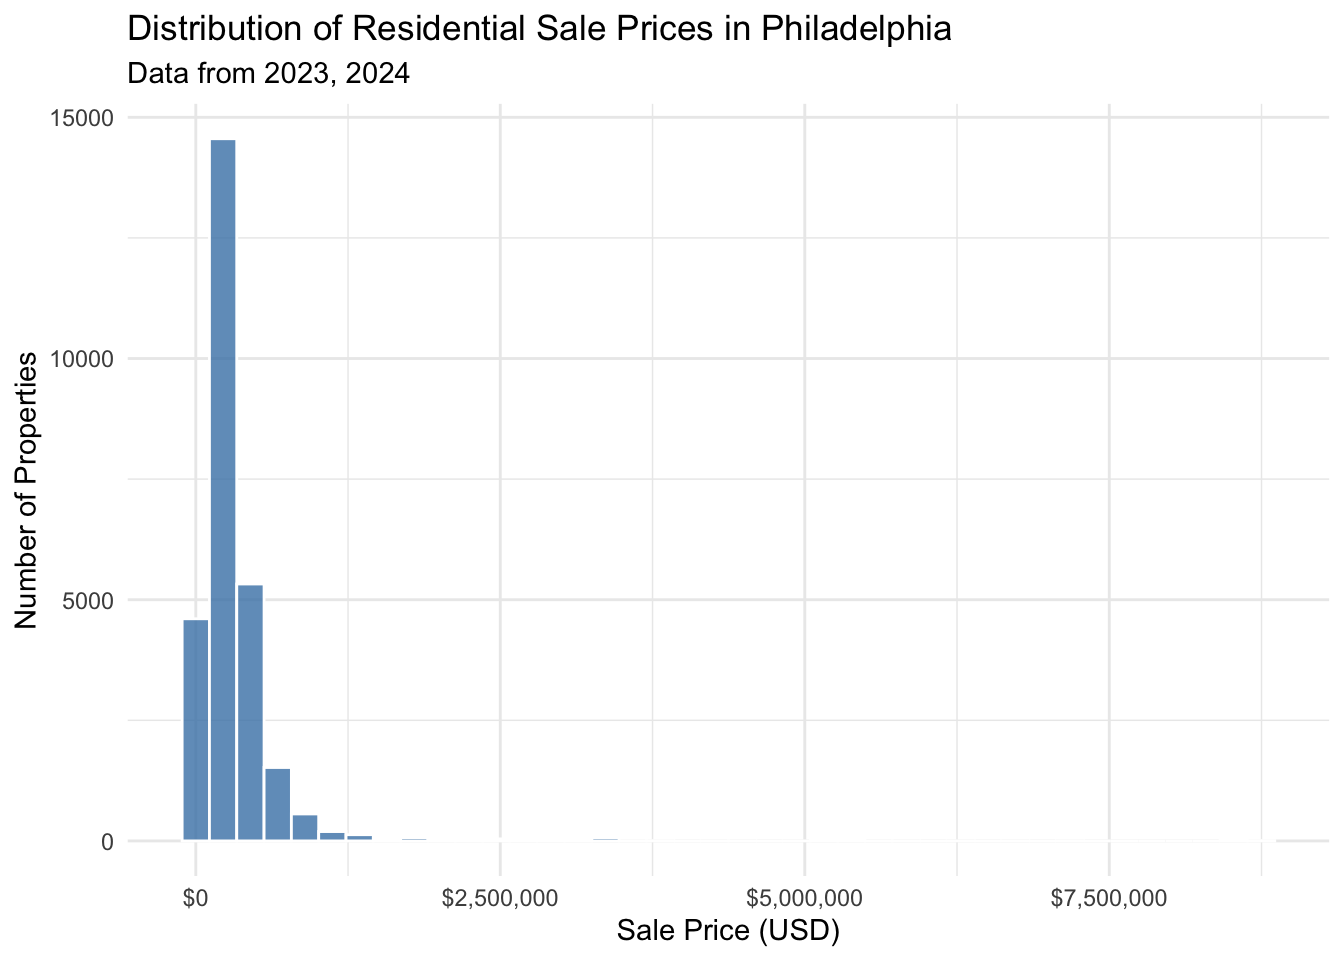 Distribution of Residential Sale Prices in Philadelphia
Data from 2023, 2024
15000
10000
5000
0
Number of Properties
$0
$2,500,000
$5,000,000
$7,500,000
Sale Price (USD)